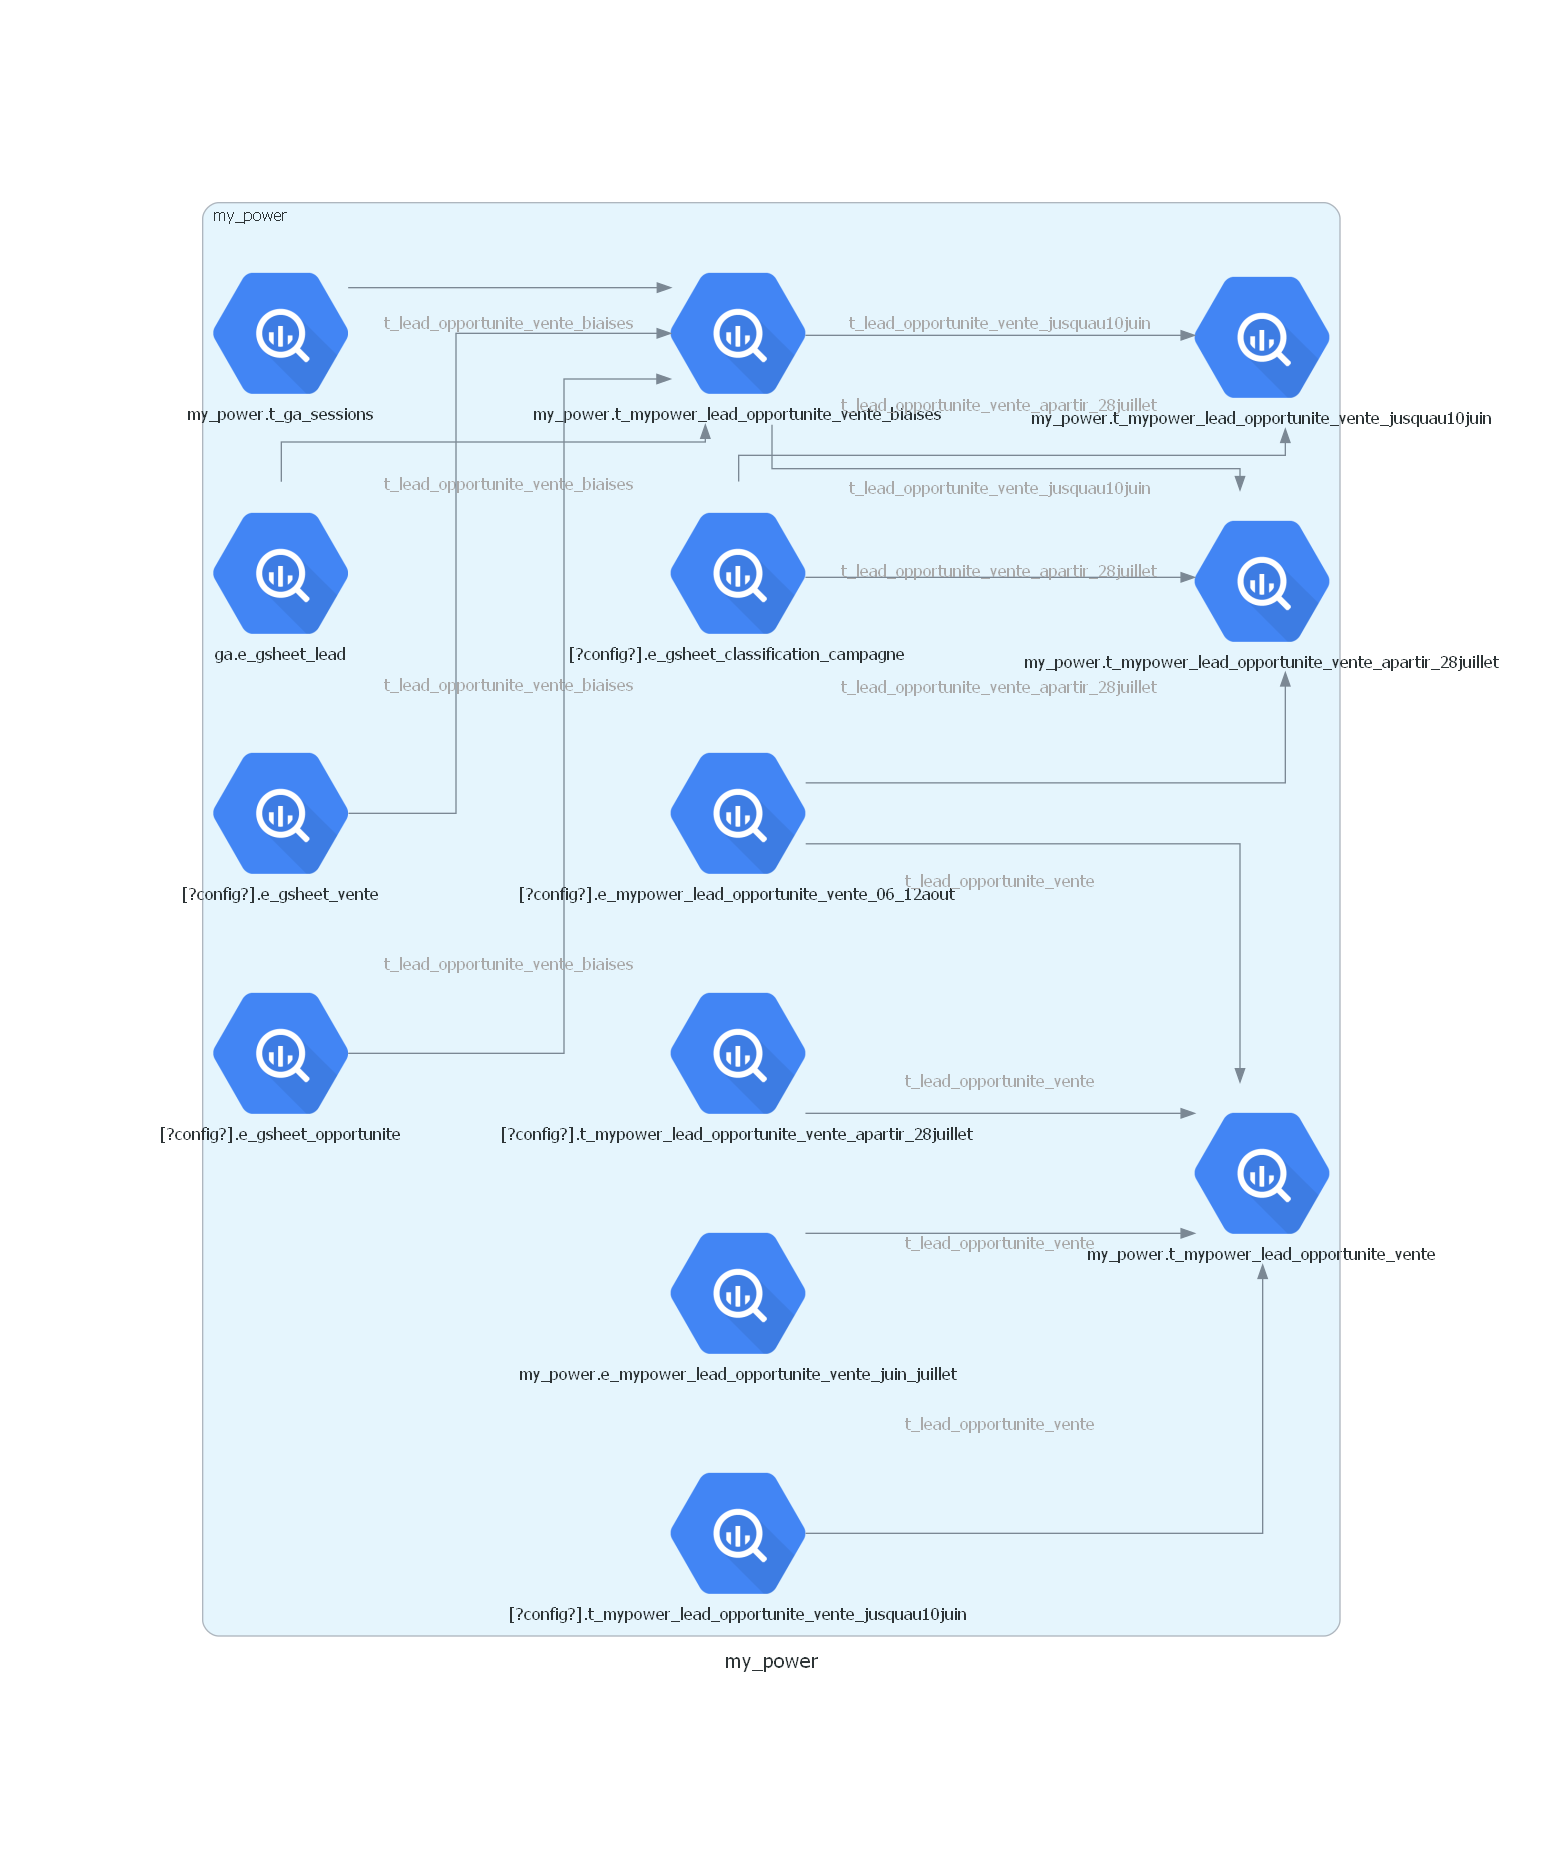 my_power
t_lead_opportunite_vente_biaises
t_lead_opportunite_vente_jusquau10juin
t_lead_opportunite_vente_apartir_28juillet
my_power.t_ga_sessions
my_power.t_mypower_lead_opportunite_vente_biaises
my_power.t_mypower_lead_opportunite_vente_jusquau10juin
t_lead_opportunite_vente_biaises
t_lead_opportunite_vente_jusquau10juin
t_lead_opportunite_vente_apartir_28juillet
ga.e_gsheet_lead
[?config?].e_gsheet_classification_campagne
my_power.t_mypower_lead_opportunite_vente_apartir_28juillet
t_lead_opportunite_vente_biaises
t_lead_opportunite_vente_apartir_28juillet
t_lead_opportunite_vente
[?config?].e_gsheet_vente
[?config?].e_mypower_lead_opportunite_vente_06_12aout
t_lead_opportunite_vente_biaises
t_lead_opportunite_vente
[?config?].e_gsheet_opportunite
[?config?].t_mypower_lead_opportunite_vente_apartir_28juillet
t_lead_opportunite_vente
my_power.t_mypower_lead_opportunite_vente
my_power.e_mypower_lead_opportunite_vente_juin_juillet
t_lead_opportunite_vente
[?config?].t_mypower_lead_opportunite_vente_jusquau10juin
my_power